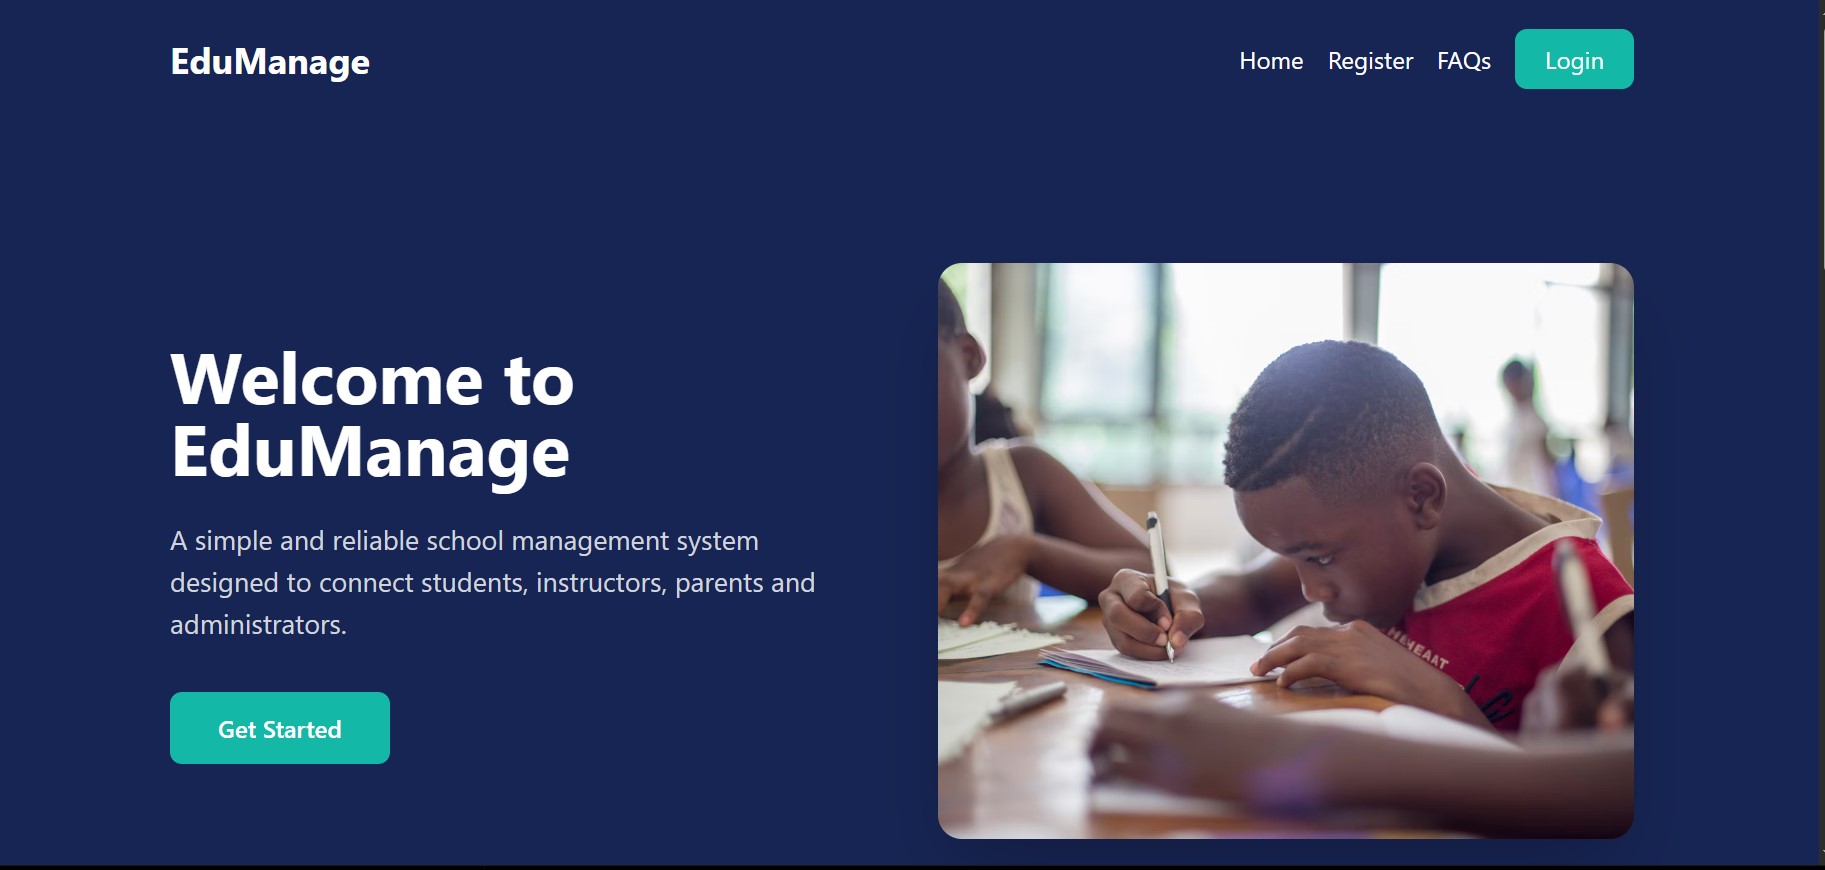 EduManage
Home Register FAQs Login
Welcome to
EduManage
A simple and reliable school management system
designed to connect students, instructors, parents and
administrators.
Get Started